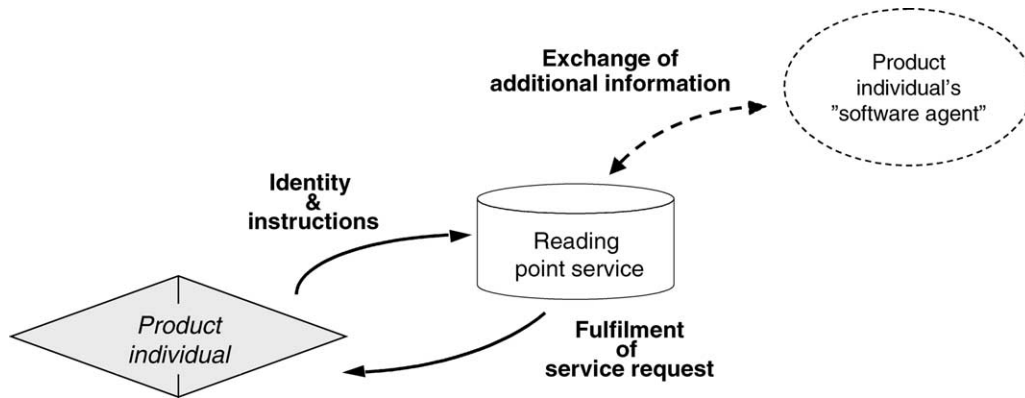 Exchange of
additional information
Product
individual's
"software agent"
Identity
&
instructions
Reading
point service
Product
individual
Fulfilment
of
service request